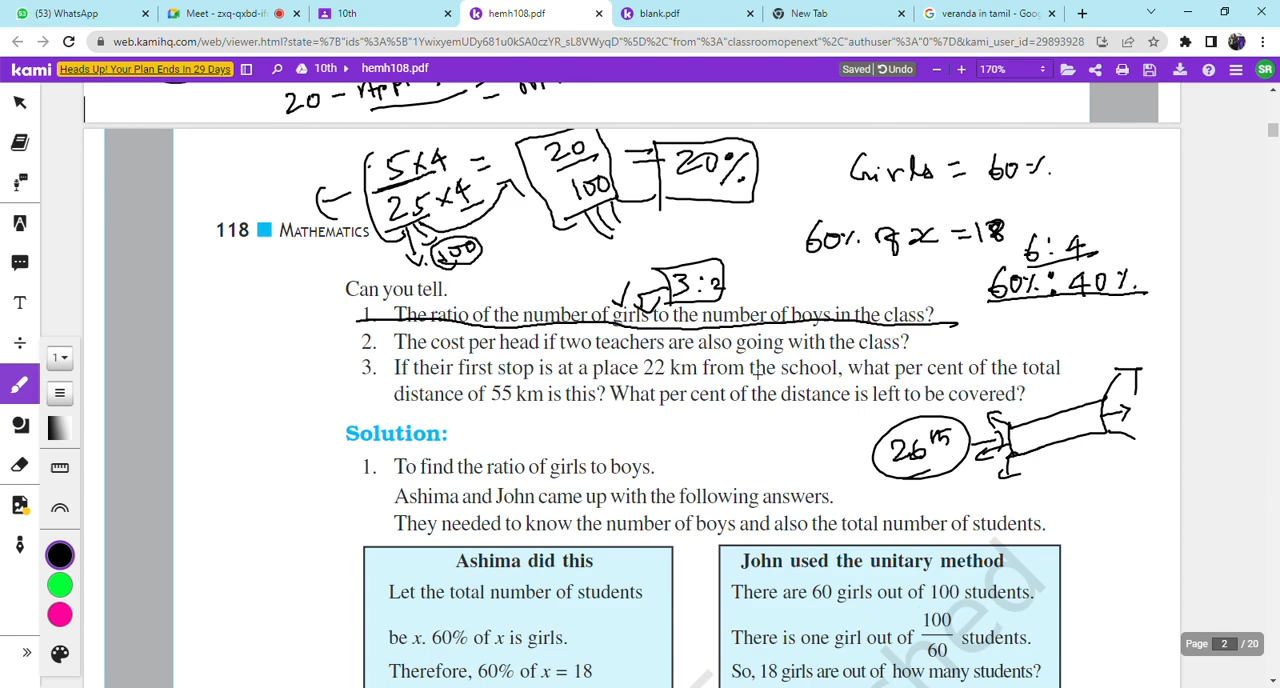 (53) WhatsApp
Meet - zxq-qxbd-if
10th
hemh108.pdf
blank.pdf
New Tab
veranda in tamil - Goo
web.kamihq.com/web/viewer.html?state=%7B"ids"%3A%5B"1YwixyemUDy681u0kSA0czYR_sL8VWyqD"%5D%2C"from"%3A"classroomopenext"%2C"authuser"%3A"0"%7D&kami_user_id=29893928
kami
Heads Up! Your Plan Ends In 29 Days
10th
hemh108.pdf
Saved
Undo
170%
SR
20 -
5×4 = 20 = 20%
25×4 100
100
Girls = 60%
60% of x = 18
6:4
60% : 40%
118 MATHEMATICS
3:2
Can you tell.
1. The ratio of the number of girls to the number of boys in the class?
2. The cost per head if two teachers are also going with the class?
3. If their first stop is at a place 22 km from the school, what per cent of the total
distance of 55 km is this? What per cent of the distance is left to be covered?
26th
Solution:
1. To find the ratio of girls to boys.
Ashima and John came up with the following answers.
They needed to know the number of boys and also the total number of students.
Ashima did this
Let the total number of students
be x. 60% of x is girls.
Therefore, 60% of x = 18
John used the unitary method
There are 60 girls out of 100 students.
There is one girl out of 100/60 students.
So, 18 girls are out of how many students?
shed
Page 2 / 20
1
T